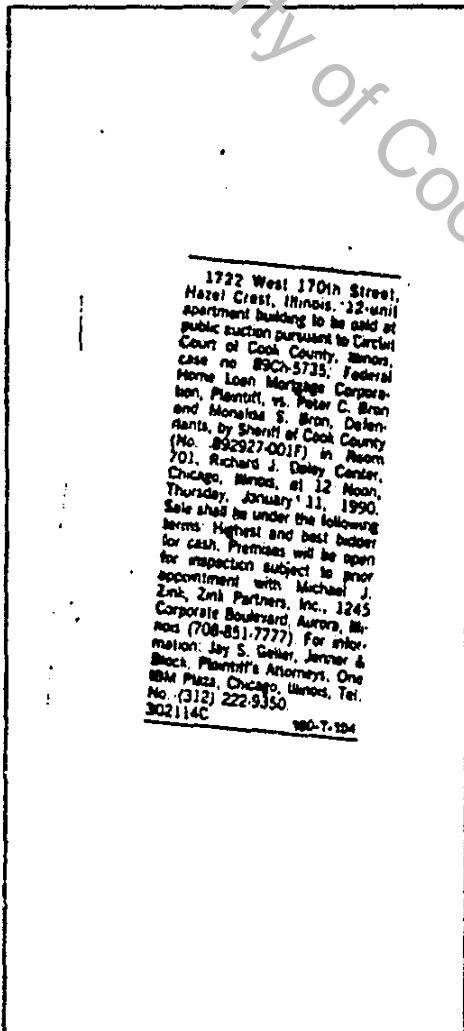 ty of Coo
1722 West 170th Street,
Hazel Crest, Illinois. 12-unit
apartment building to be sold at
public auction pursuant to Circuit
Court of Cook County, Illinois,
case no 89Ch-5735; Federal
Home Loan Mortgage Corpora-
tion, Plaintiff, vs. Peter C. Bron
and Monalda S. Bron, Defen-
dants, by Sheriff of Cook County
(No. 892927-001F) in Room
701, Richard J. Daley Center,
Chicago, Illinois, at 12 Noon,
Thursday, January 11, 1990.
Sale shall be under the following
terms: Highest and best bidder
for cash. Premises will be open
for inspection subject to prior
appointment with Michael J.
Zink, Zink Partners, Inc., 1245
Corporate Boulevard, Aurora, Illi-
nois (708-851-7777) For infor-
mation: Jay S. Geller, Jenner &
Block, Plaintiff's Attorneys, One
IBM Plaza, Chicago, Illinois, Tel.
No. (312) 222-9350.
302114C